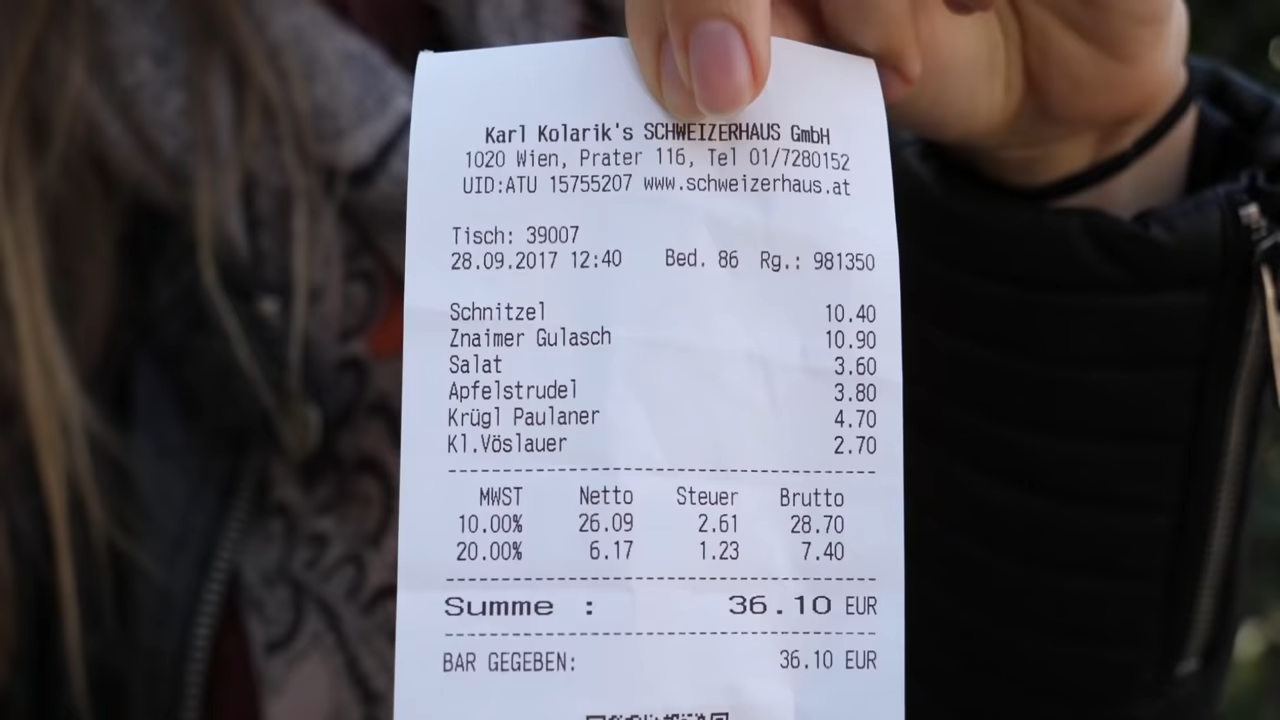 Karl Kolarik's SCHWEIZERHAUS GmbH
1020 Wien, Prater 116, Tel 01/7280152
UID:ATU 15755207 www.schweizerhaus.at
Tisch: 39007
28.09.2017 12:40 Bed. 86 Rg.: 981350
Schnitzel 10.40
Znaimer Gulasch 10.90
Salat 3.60
Apfelstrudel 3.80
Krügl Paulaner 4.70
Kl.Vöslauer 2.70
MWST Netto Steuer Brutto
10.00% 26.09 2.61 28.70
20.00% 6.17 1.23 7.40
Summe : 36.10 EUR
BAR GEGEBEN: 36.10 EUR